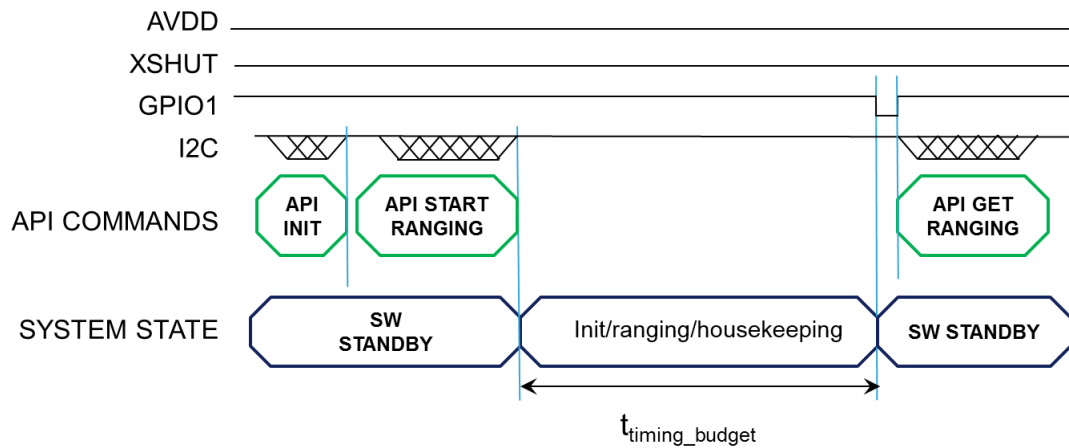 AVDD
XSHUT
GPIO1
I2C
API COMMANDS
API
INIT
API START
RANGING
API GET
RANGING
SYSTEM STATE
SW
STANDBY
Init/ranging/housekeeping
SW STANDBY
t_timing_budget